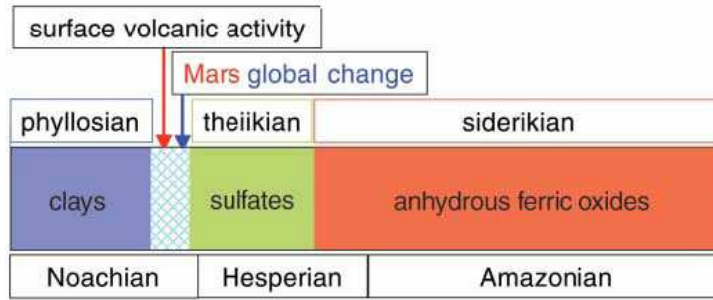 surface volcanic activity
Mars global change
phyllosian theiikian siderikian
clays sulfates anhydrous ferric oxides
Noachian Hesperian Amazonian